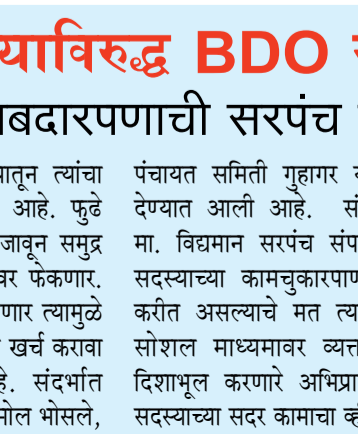 याविरुद्ध BDO
बदारपणाची सरपंच
ातून त्यांचा
आहे. फुढे
जावून समुद्र
वर फेकणार.
णार त्यामुळे
खर्च करावा
हे. संदर्भात
मोल भोसले,
पंचायत समिती गुहागर
देण्यात आली आहे.
मा. विद्यमान सरपंच संप
सदस्याच्या कामचुकारपा
करीत असल्याचे मत त्य
सोशल माध्यमावर व्यक्त
दिशाभूल करणारे अभिप्रा
सदस्याच्या सदर कामाचा व्ही